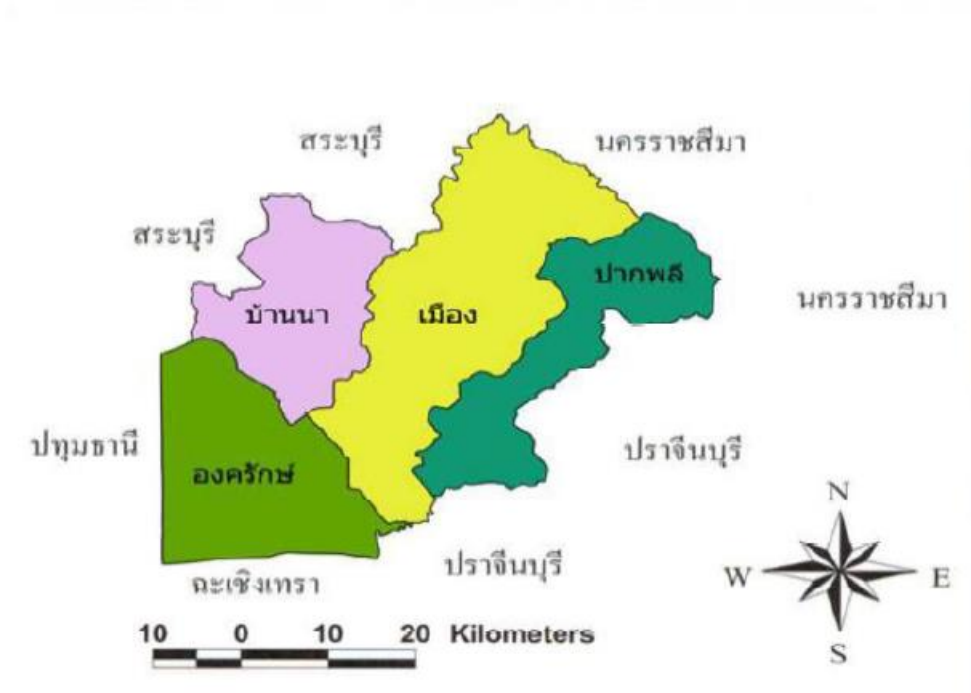 สระบุรี
นครราชสีมา
สระบุรี
ปากพลี
นครราชสีมา
บ้านนา
เมือง
ปทุมธานี
ปราจีนบุรี
องครักษ์
N
ปราจีนบุรี
W
E
ฉะเชิงเทรา
10 0 10 20 Kilometers
S